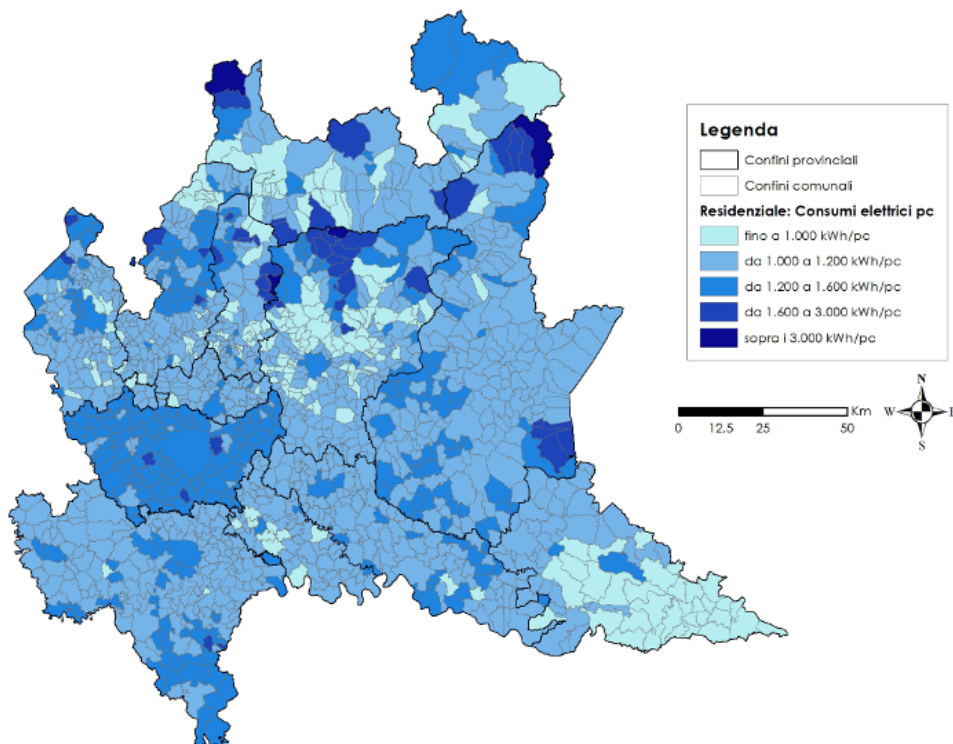 Legenda
Confini provinciali
Confini comunali
Residenziale: Consumi elettrici pc
fino a 1.000 kWh/pc
da 1.000 a 1.200 kWh/pc
da 1.200 a 1.600 kWh/pc
da 1.600 a 3.000 kWh/pc
sopra i 3.000 kWh/pc
N
W
S
Km
0 12.5 25 50